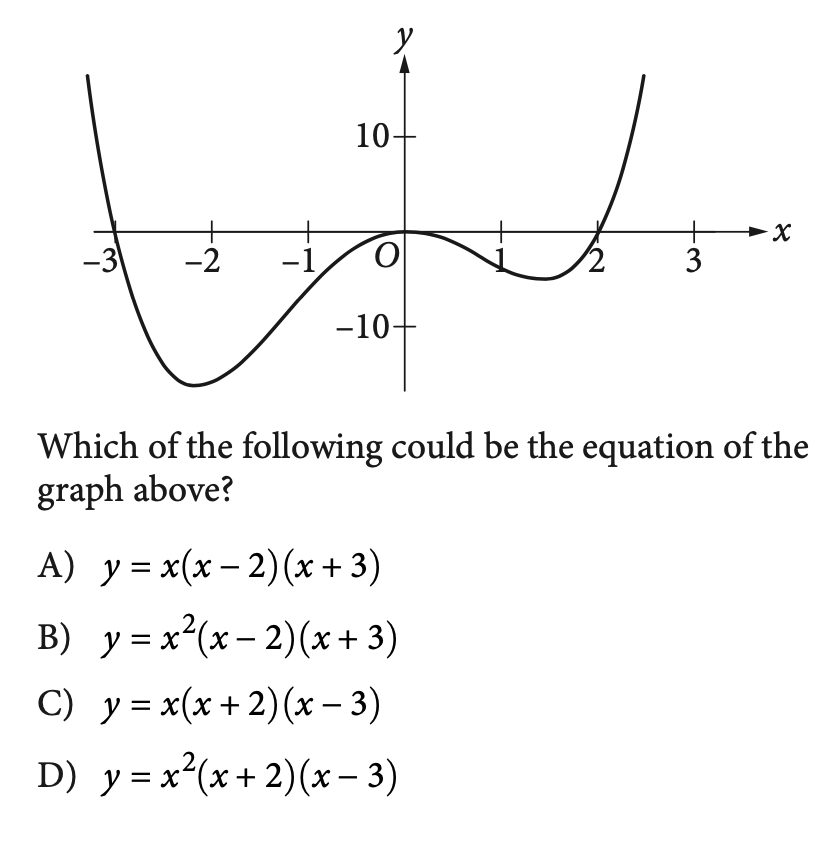 y
10
x
−3
−2
−1
O
1
2
3
−10
Which of the following could be the equation of the
graph above?
A) y = x(x − 2)(x + 3)
B) y = x²(x − 2)(x + 3)
C) y = x(x + 2)(x − 3)
D) y = x²(x + 2)(x − 3)